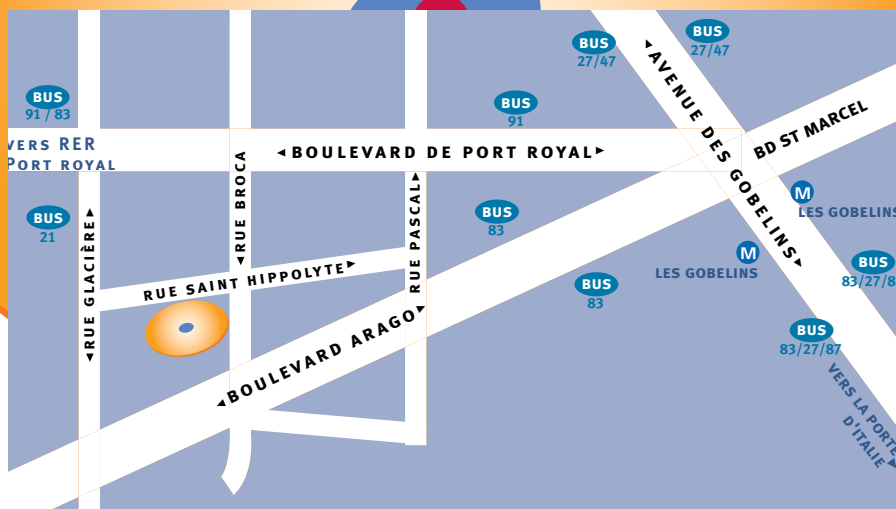 BUS
27/47
BUS
27/47
BUS
91 / 83
BUS
91
AVENUE DES GOBELINS
BD ST MARCEL
VERS RER
PORT ROYAL
BOULEVARD DE PORT ROYAL
RUE BROCA
RUE PASCAL
M
LES GOBELINS
BUS
21
BUS
83
RUE GLACIÈRE
M
LES GOBELINS
RUE SAINT HIPPOLYTE
BUS
83
BUS
83/27/8
BOULEVARD ARAGO
BUS
83/27/87
VERS LA PORTE
D'ITALIE